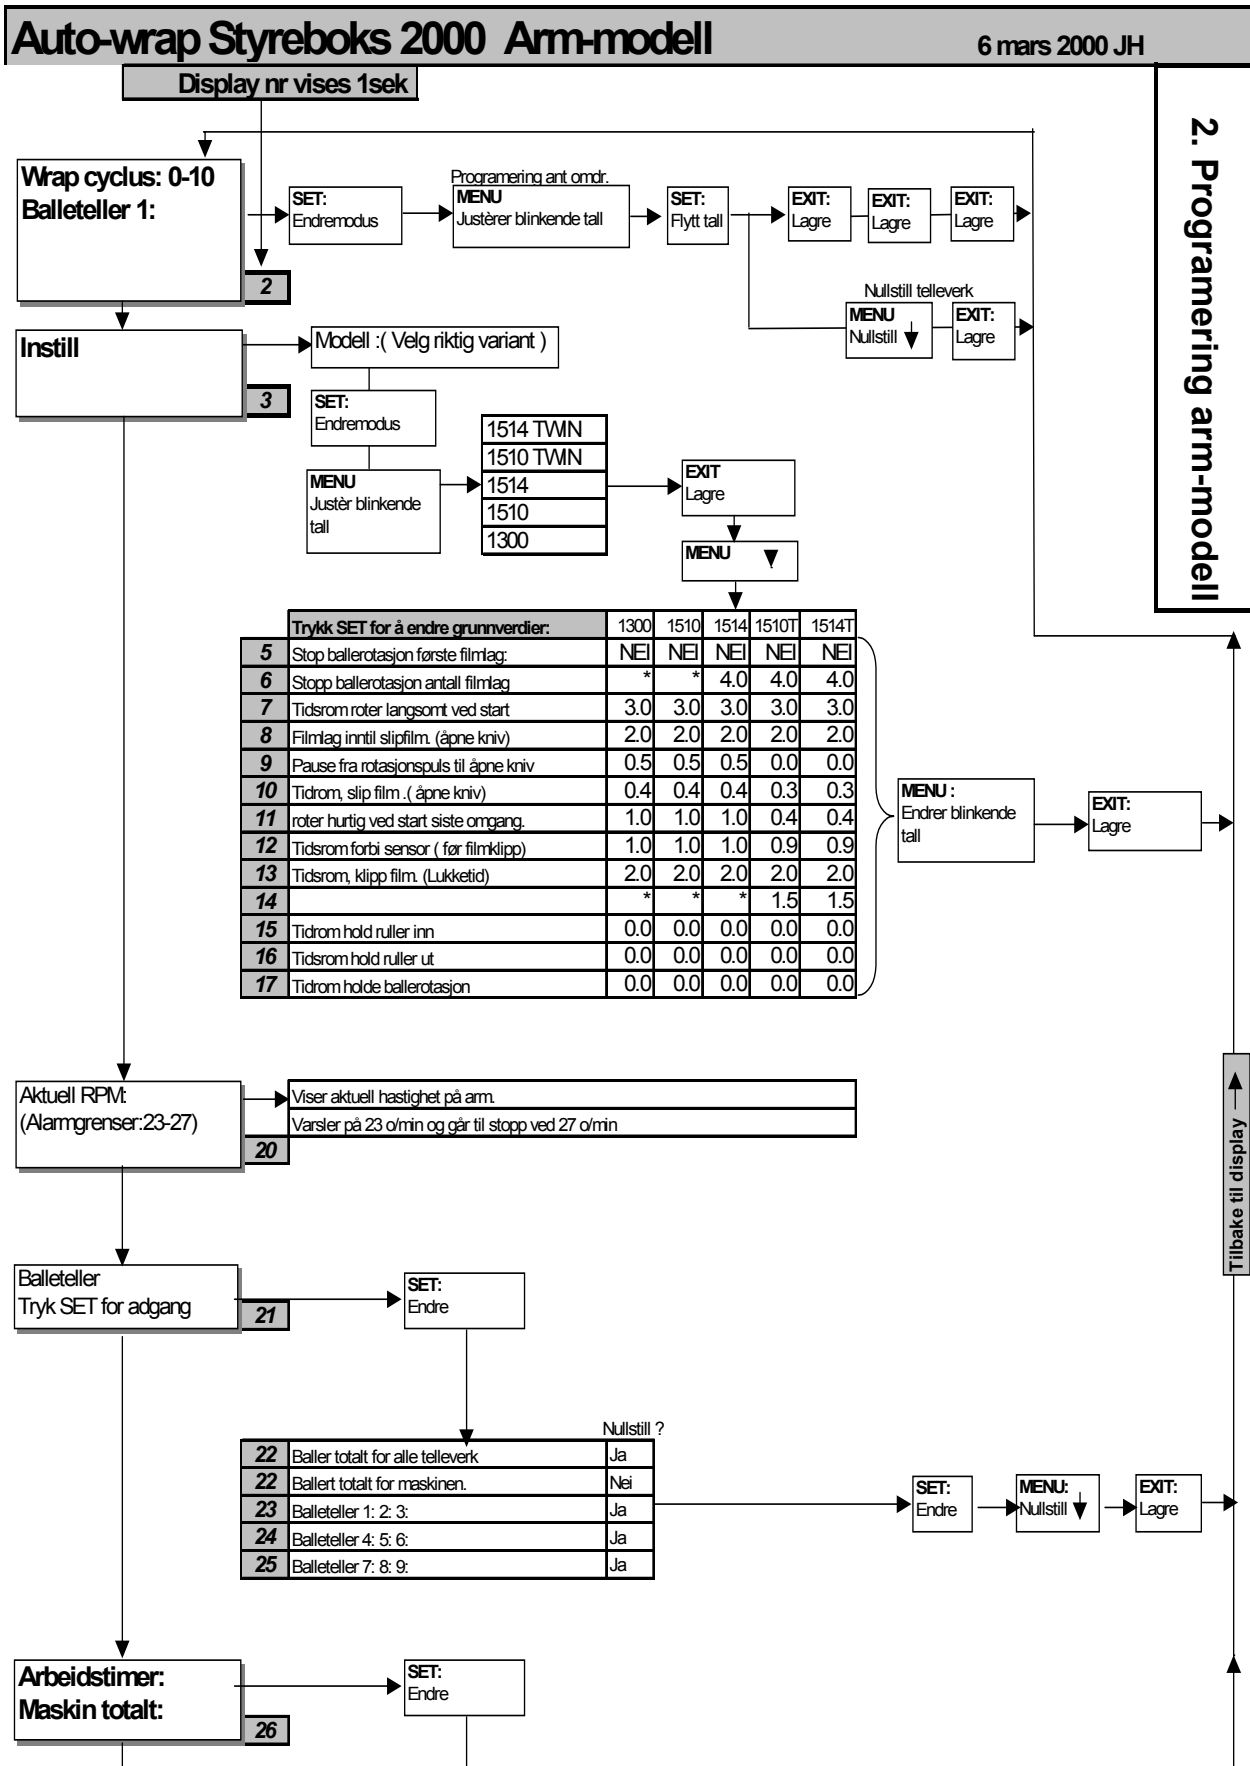 Auto-wrap Styreboks 2000 Arm-modell
6 mars 2000 JH
Display nr vises 1sek
2. Programering arm-modell
Wrap cyclus: 0-10
Balleteller 1:
2
SET:
Endremodus
Programering ant omdr.
MENU
Justèrer blinkende tall
SET:
Flytt tall
EXIT:
Lagre
EXIT:
Lagre
EXIT:
Lagre
Nullstill telleverk
MENU
Nullstill
EXIT:
Lagre
Instill
3
Modell :( Velg riktig variant )
SET:
Endremodus
MENU
Justèr blinkende
tall
1514 TWIN
1510 TWIN
1514
1510
1300
EXIT
Lagre
MENU
Trykk SET for å endre grunnverdier: 1300 1510 1514 1510T 1514T
5 Stop ballerotasjon første filmlag: NEI NEI NEI NEI NEI
6 Stopp ballerotasjon antall filmlag * * 4.0 4.0 4.0
7 Tidsrom roter langsomt ved start 3.0 3.0 3.0 3.0 3.0
8 Filmlag inntil slipfilm. (åpne kniv) 2.0 2.0 2.0 2.0 2.0
9 Pause fra rotasjonspuls til åpne kniv 0.5 0.5 0.5 0.0 0.0
10 Tidrom, slip film .( åpne kniv) 0.4 0.4 0.4 0.3 0.3
11 roter hurtig ved start siste omgang. 1.0 1.0 1.0 0.4 0.4
12 Tidsrom forbi sensor ( før filmklipp) 1.0 1.0 1.0 0.9 0.9
13 Tidsrom, klipp film. (Lukketid) 2.0 2.0 2.0 2.0 2.0
14 * * * 1.5 1.5
15 Tidrom hold ruller inn 0.0 0.0 0.0 0.0 0.0
16 Tidsrom hold ruller ut 0.0 0.0 0.0 0.0 0.0
17 Tidrom holde ballerotasjon 0.0 0.0 0.0 0.0 0.0
MENU :
Endrer blinkende
tall
EXIT:
Lagre
Aktuell RPM:
(Alarmgrenser:23-27)
20
Viser aktuell hastighet på arm.
Varsler på 23 o/min og går til stopp ved 27 o/min
Tilbake til display
Balleteller
Tryk SET for adgang
21
SET:
Endre
Nullstill ?
22 Baller totalt for alle telleverk Ja
22 Ballert totalt for maskinen. Nei
23 Balleteller 1: 2: 3: Ja
24 Balleteller 4: 5: 6: Ja
25 Balleteller 7: 8: 9: Ja
SET:
Endre
MENU:
Nullstill
EXIT:
Lagre
Arbeidstimer:
Maskin totalt:
26
SET:
Endre